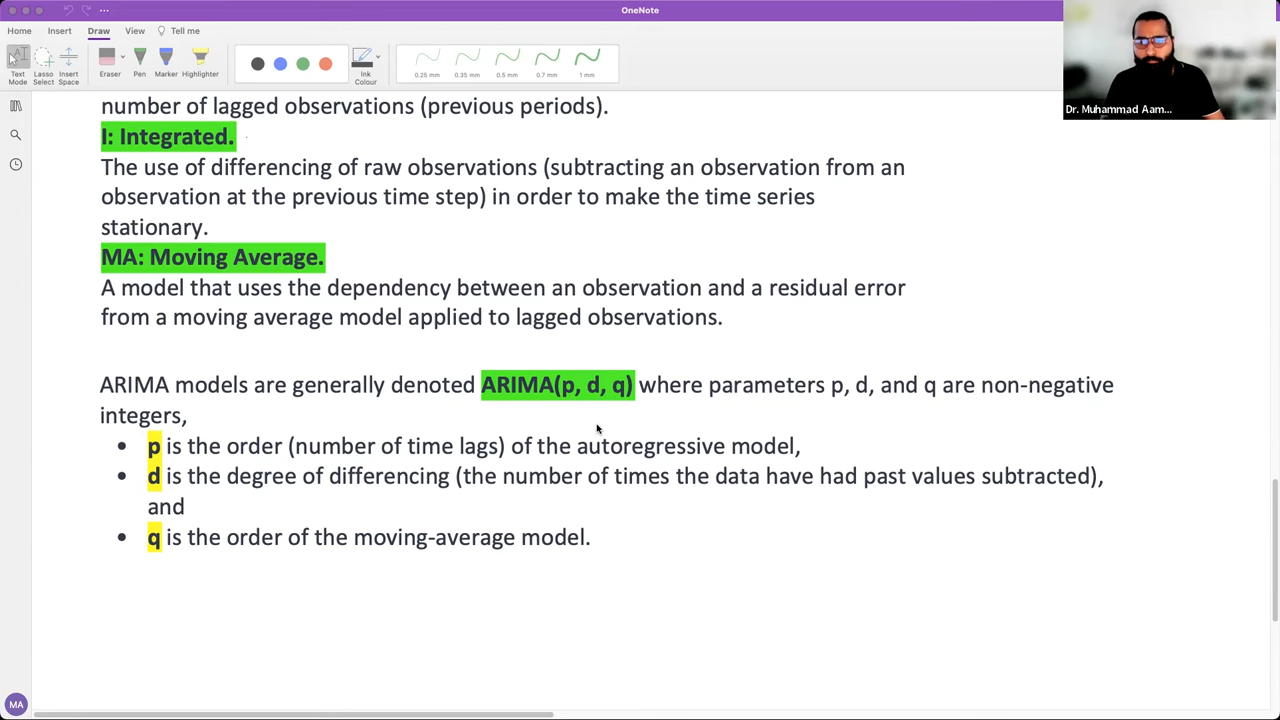 OneNote
Home Insert Draw View Tell me
Text Mode
Lasso Select
Insert Space
Eraser
Pen
Marker
Highlighter
Ink Colour
0.25 mm
0.35 mm
0.5 mm
0.7 mm
1 mm
Dr. Muhammad Aam...
number of lagged observations (previous periods).
I: Integrated.
The use of differencing of raw observations (subtracting an observation from an
observation at the previous time step) in order to make the time series
stationary.
MA: Moving Average.
A model that uses the dependency between an observation and a residual error
from a moving average model applied to lagged observations.
ARIMA models are generally denoted ARIMA(p, d, q) where parameters p, d, and q are non-negative
integers,
• p is the order (number of time lags) of the autoregressive model,
• d is the degree of differencing (the number of times the data have had past values subtracted),
and
• q is the order of the moving-average model.
MA